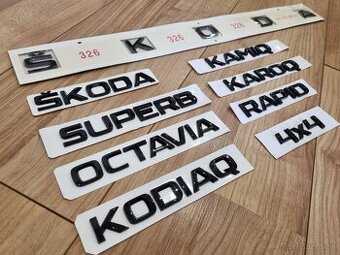 Š K O D A
326 326 326
ŠKODA
SUPERB
OCTAVIA
KODIAQ
KAMIQ
KAROQ
RAPID
4x4